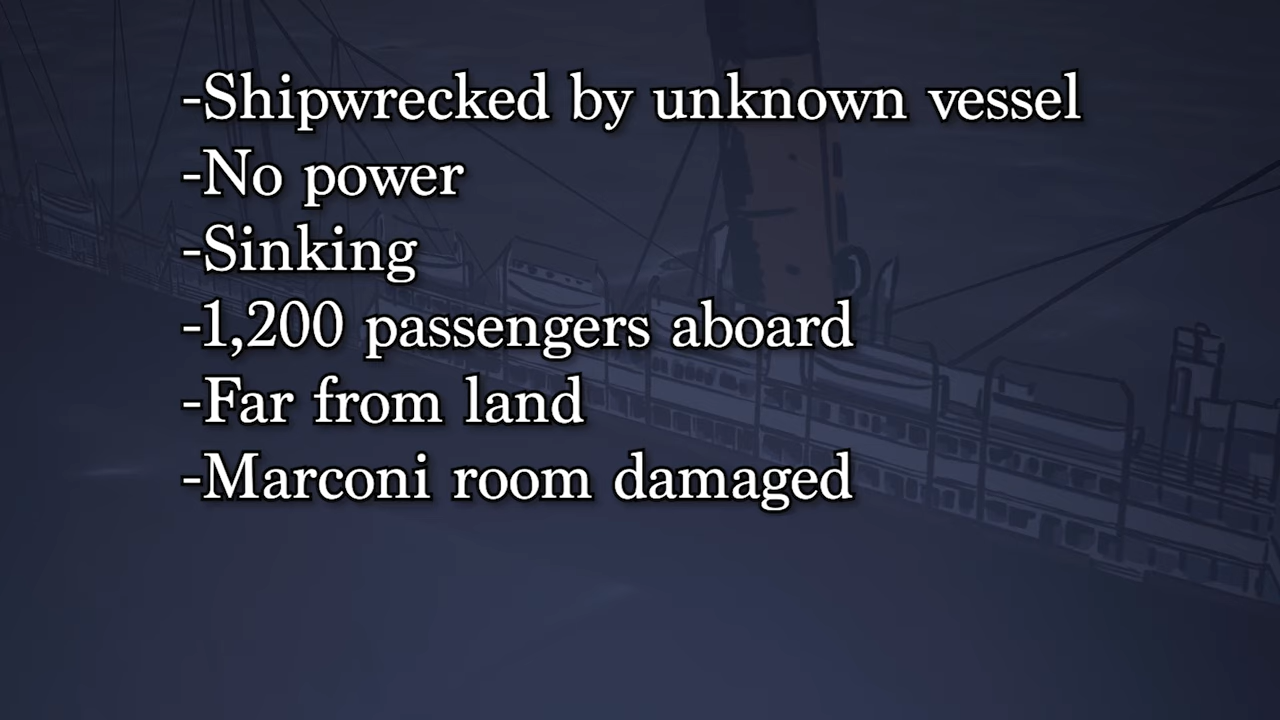 -Shipwrecked by unknown vessel
-No power
-Sinking
-1,200 passengers aboard
-Far from land
-Marconi room damaged